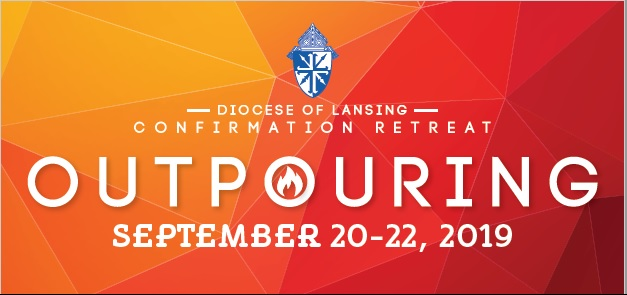 DIOCESE OF LANSING
CONFIRMATION RETREAT
OUTPOURING
SEPTEMBER 20-22, 2019